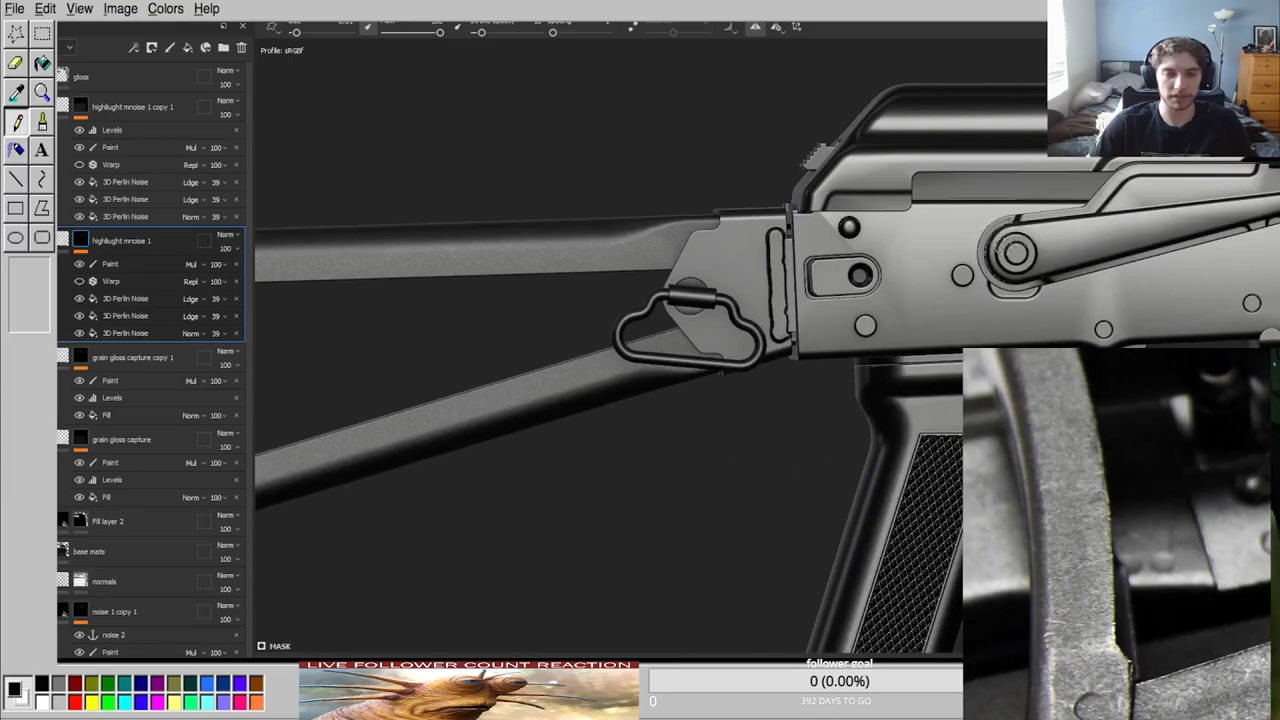 File Edit View Image Colors Help
Profile: sRGBf
gloss Norm 100
highliught mnoise 1 copy 1 Norm 100
Levels
Paint Mul 100
Warp Repl 100
3D Perlin Noise Ldge 39
3D Perlin Noise Ldge 39
3D Perlin Noise Norm 39
highliught mnoise 1 Norm 100
Paint Mul 100
Warp Repl 100
3D Perlin Noise Ldge 39
3D Perlin Noise Ldge 39
3D Perlin Noise Norm 39
grain gloss capture copy 1 Norm 100
Paint Mul 100
Levels
Fill Norm 100
grain gloss capture Norm 100
Paint Mul 100
Levels
Fill Norm 100
Fill layer 2 Norm 100
base mats Norm 100
normals Norm 100
noise 1 copy 1 Norm 100
noise 2
Paint Mul 100
MASK
LIVE FOLLOWER COUNT REACTION
follower goal
0 (0.00%)
0 392 DAYS TO GO